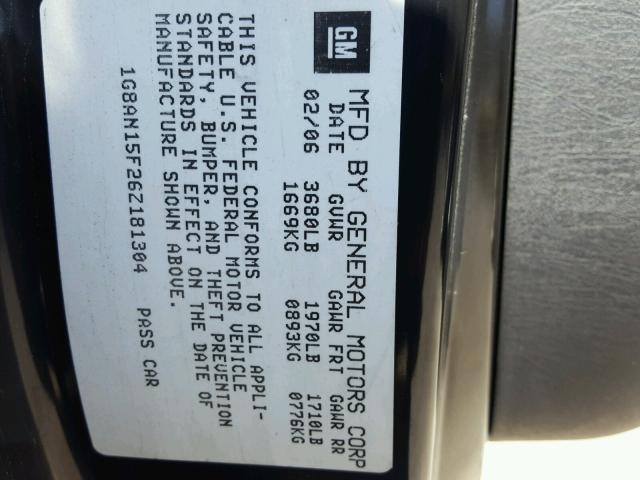 GM
MFD BY GENERAL MOTORS CORP
DATE GVWR GAWR FRT GAWR RR
02/06 3680LB 1970LB 1710LB
1669KG 0893KG 0776KG
THIS VEHICLE CONFORMS TO ALL APPLI-
CABLE U.S. FEDERAL MOTOR VEHICLE
SAFETY, BUMPER, AND THEFT PREVENTION
STANDARDS IN EFFECT ON THE DATE OF
MANUFACTURE SHOWN ABOVE.
1G8AN15F26Z181304 PASS CAR